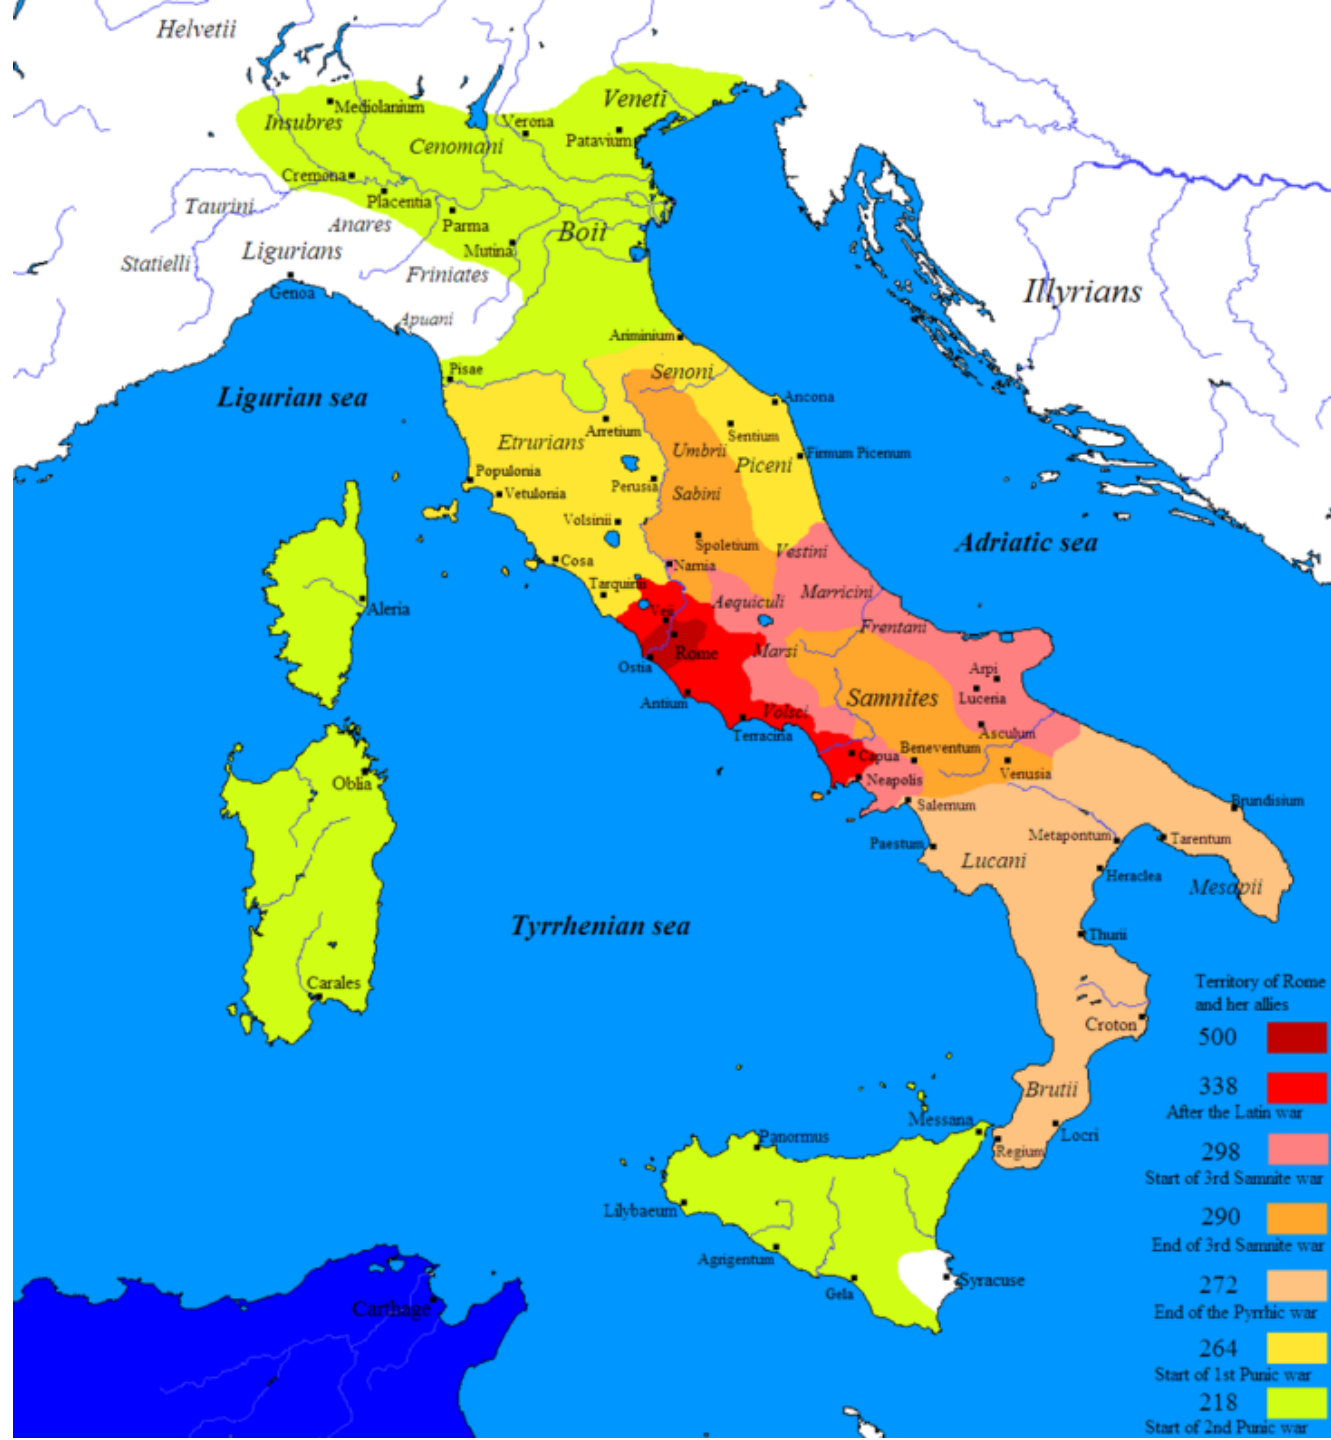 Helvetii
Mediolanium
Insubres
Veneti
Verona
Cenomani
Patavium
Cremona
Placentia
Taurini
Anares
Parma
Boii
Mutina
Ligurians
Statielli
Friniates
Genoa
Illyrians
Apuani
Ariminium
Pisae
Senoni
Ligurian sea
Ancona
Arretium
Sentium
Etrurians
Umbrii
Firmum Picenum
Piceni
Populonia
Perusia
Vetulonia
Sabini
Volsinii
Spoletium
Adriatic sea
Vestini
Cosa
Narnia
Tarquinii
Marricini
Aequiculi
Aleria
Veii
Frentani
Rome
Marsi
Ostia
Arpi
Samnites
Luceria
Antium
Volsci
Terracina
Asculum
Beneventum
Capua
Venusia
Neapolis
Oblia
Salernum
Brundisium
Metapontum
Tarentum
Paestum
Lucani
Heraclea
Mesapii
Tyrrhenian sea
Thurii
Carales
Croton
Brutii
Messana
Locri
Panormus
Regium
Lilybaeum
Agrigentum
Syracuse
Gela
Carthage
Territory of Rome
and her allies
500
338
After the Latin war
298
Start of 3rd Samnite war
290
End of 3rd Samnite war
272
End of the Pyrrhic war
264
Start of 1st Punic war
218
Start of 2nd Punic war